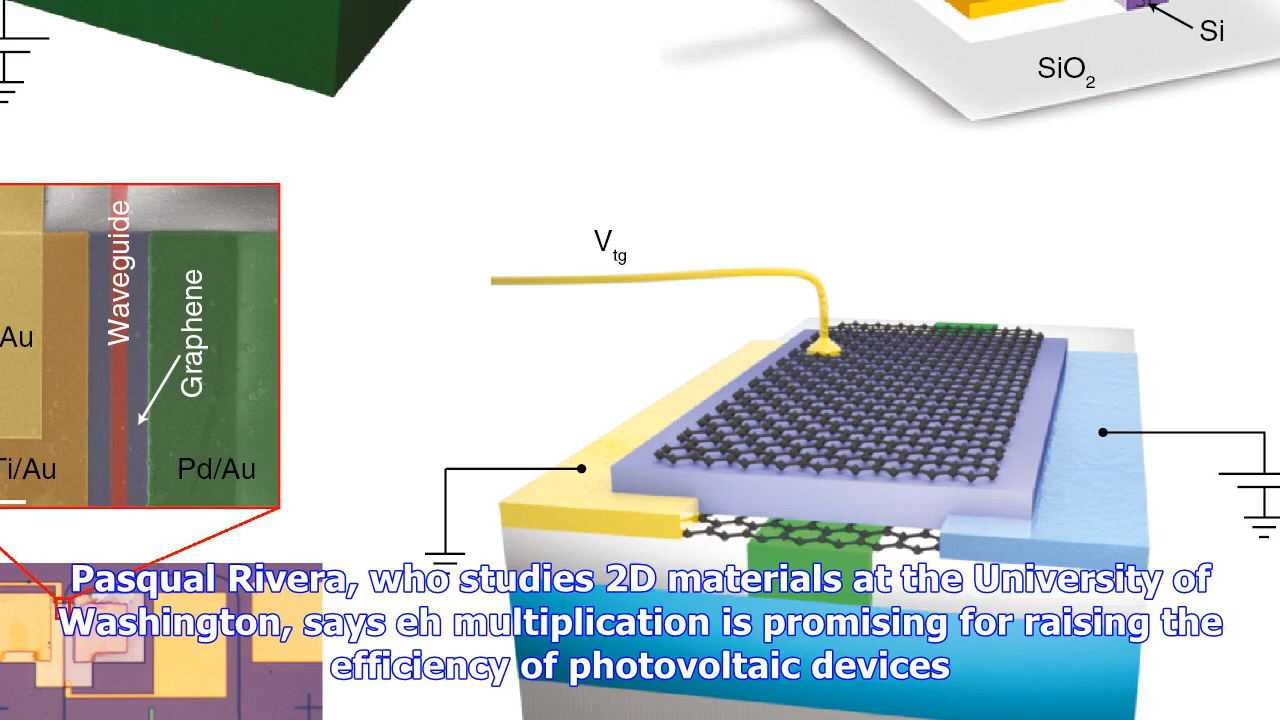 Si
SiO2
Waveguide
Graphene
Au
Ti/Au
Pd/Au
Vtg
Pasqual Rivera, who studies 2D materials at the University of
Washington, says eh multiplication is promising for raising the
efficiency of photovoltaic devices